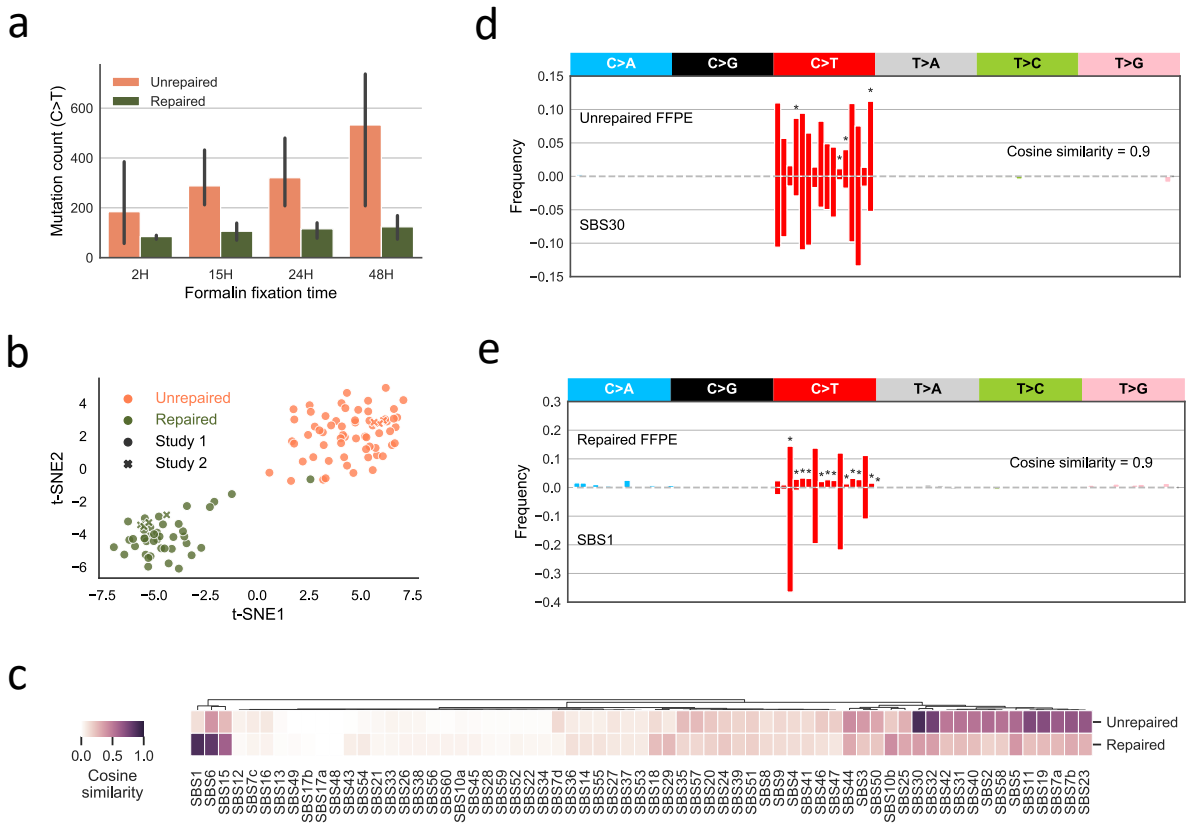 a
Unrepaired
Repaired
Mutation count (C>T)
600
400
200
0
2H 15H 24H 48H
Formalin fixation time
b
Unrepaired
Repaired
Study 1
Study 2
t-SNE2
4
2
0
−2
−4
−6
−7.5 −5.0 −2.5 0.0 2.5 5.0 7.5
t-SNE1
d
C>A C>G C>T T>A T>C T>G
Frequency
0.15
0.10
0.05
0.00
−0.05
−0.10
−0.15
Unrepaired FFPE
Cosine similarity = 0.9
SBS30
* * * *
e
C>A C>G C>T T>A T>C T>G
Frequency
0.3
0.2
0.1
0.0
−0.1
−0.2
−0.3
−0.4
Repaired FFPE
Cosine similarity = 0.9
SBS1
* *** *** *** **
c
0.0 0.5 1.0
Cosine
similarity
Unrepaired
Repaired
SBS1
SBS6
SBS15
SBS12
SBS7c
SBS16
SBS13
SBS49
SBS17b
SBS17a
SBS48
SBS43
SBS54
SBS21
SBS33
SBS26
SBS38
SBS56
SBS60
SBS10a
SBS45
SBS28
SBS59
SBS52
SBS22
SBS34
SBS7d
SBS36
SBS14
SBS55
SBS27
SBS37
SBS53
SBS18
SBS29
SBS35
SBS57
SBS20
SBS24
SBS39
SBS51
SBS8
SBS9
SBS4
SBS41
SBS46
SBS47
SBS44
SBS3
SBS50
SBS10b
SBS25
SBS30
SBS32
SBS42
SBS31
SBS40
SBS2
SBS58
SBS5
SBS11
SBS19
SBS7a
SBS7b
SBS23